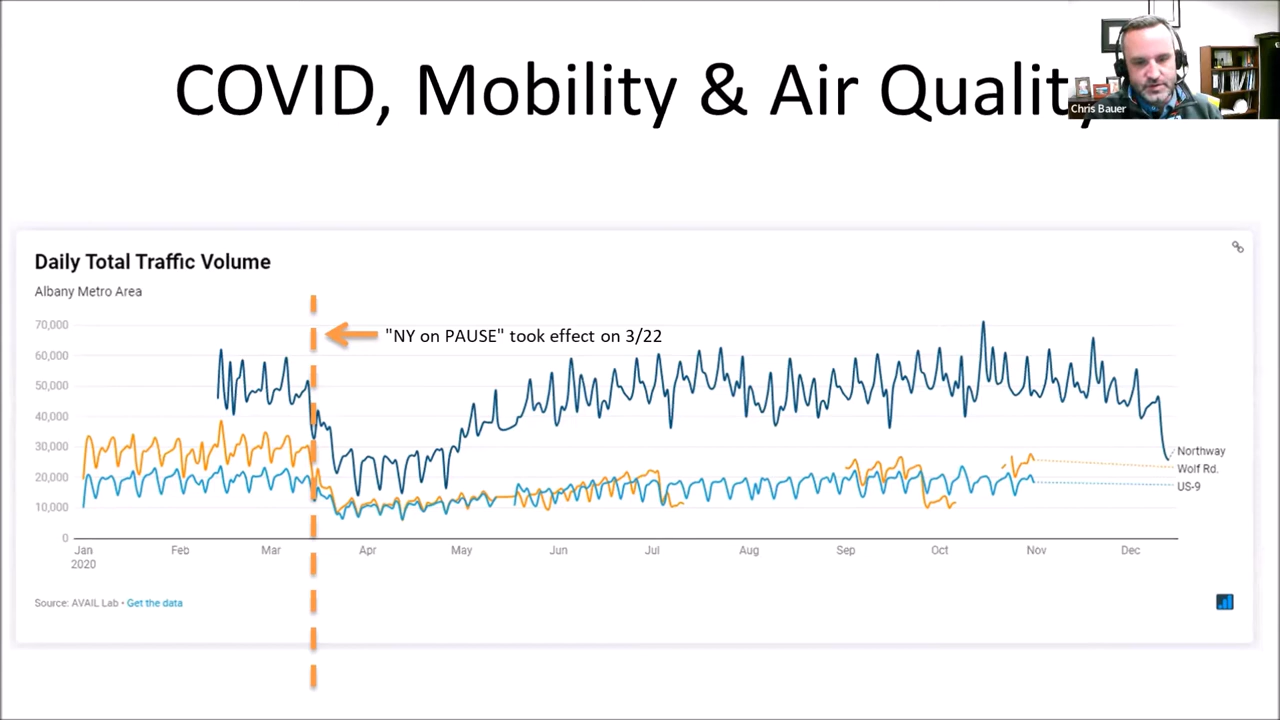 COVID, Mobility & Air Quality
Chris Bauer
Daily Total Traffic Volume
Albany Metro Area
"NY on PAUSE" took effect on 3/22
70,000
60,000
50,000
40,000
30,000
20,000
10,000
0
Northway
Wolf Rd.
US-9
Jan Feb Mar Apr May Jun Jul Aug Sep Oct Nov Dec
2020
Source: AVAIL Lab • Get the data